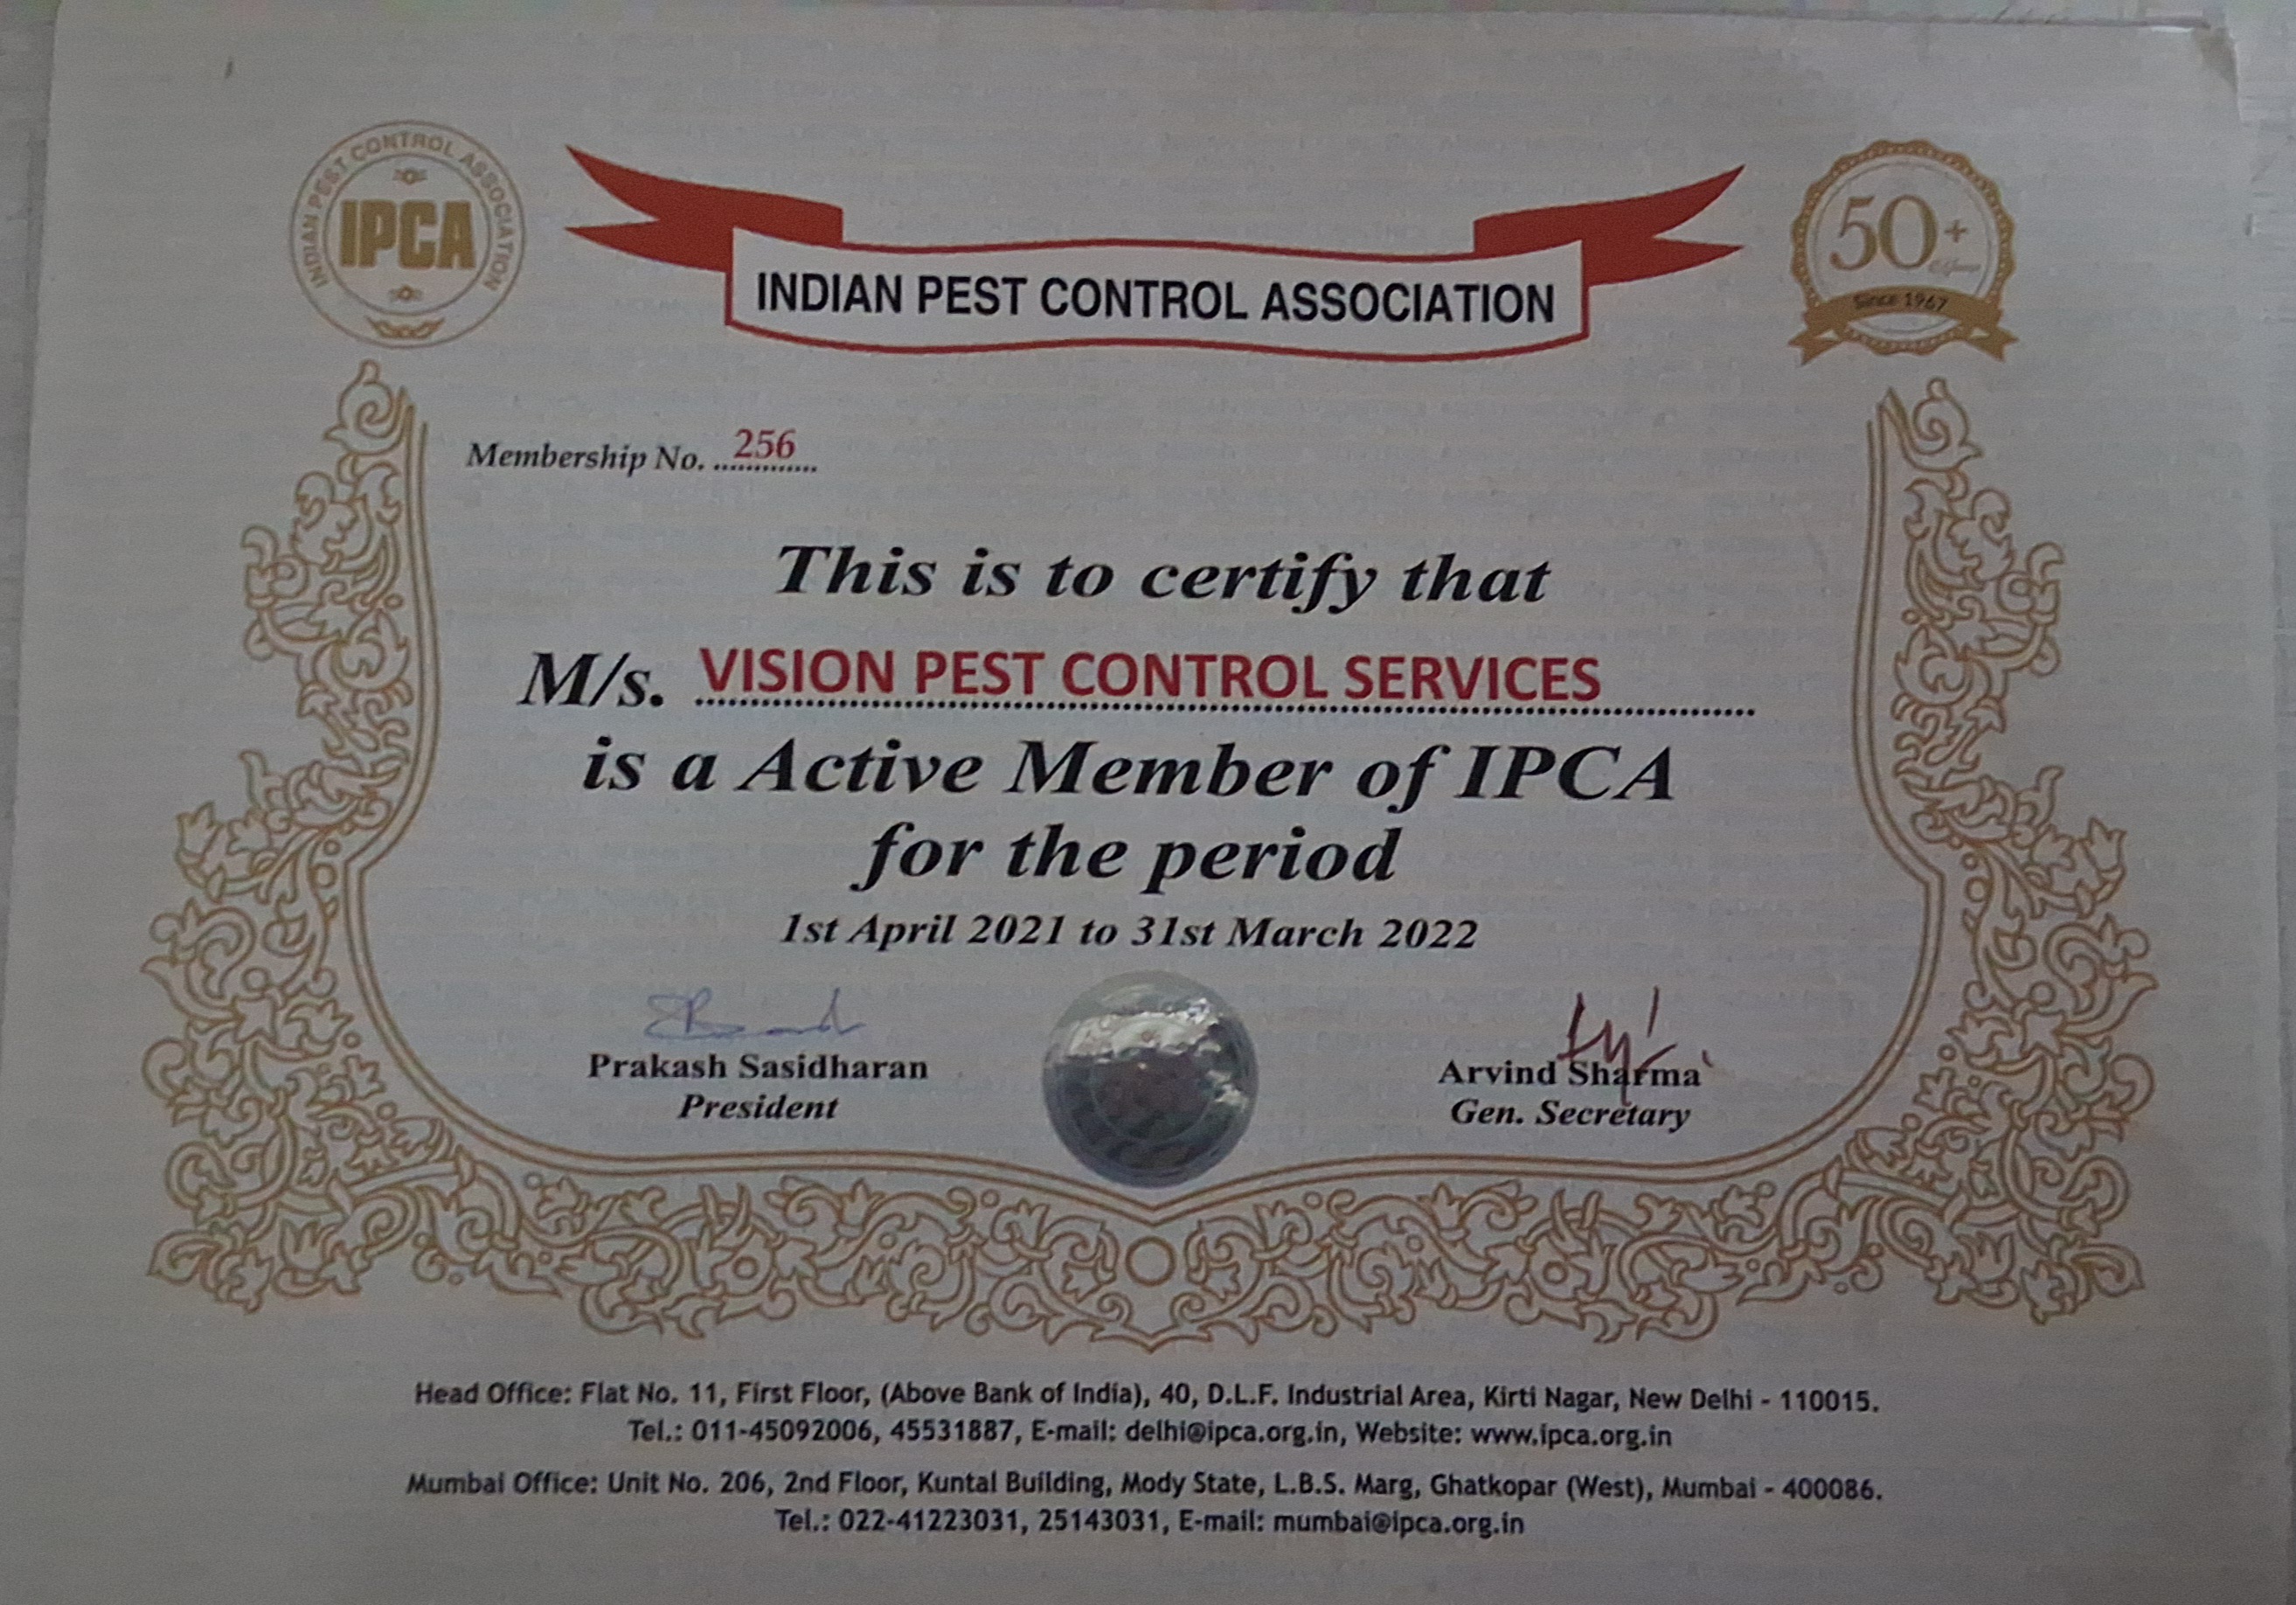 INDIAN PEST CONTROL ASSOCIATION
IPCA
INDIAN PEST CONTROL ASSOCIATION
50+
Since 1967
Membership No. 256
This is to certify that
M/s. VISION PEST CONTROL SERVICES
is a Active Member of IPCA
for the period
1st April 2021 to 31st March 2022
Prakash Sasidharan
President
Arvind Sharma
Gen. Secretary
Head Office: Flat No. 11, First Floor, (Above Bank of India), 40, D.L.F. Industrial Area, Kirti Nagar, New Delhi - 110015.
Tel.: 011-45092006, 45531887, E-mail: delhi@ipca.org.in, Website: www.ipca.org.in
Mumbai Office: Unit No. 206, 2nd Floor, Kuntal Building, Mody State, L.B.S. Marg, Ghatkopar (West), Mumbai - 400086.
Tel.: 022-41223031, 25143031, E-mail: mumbai@ipca.org.in